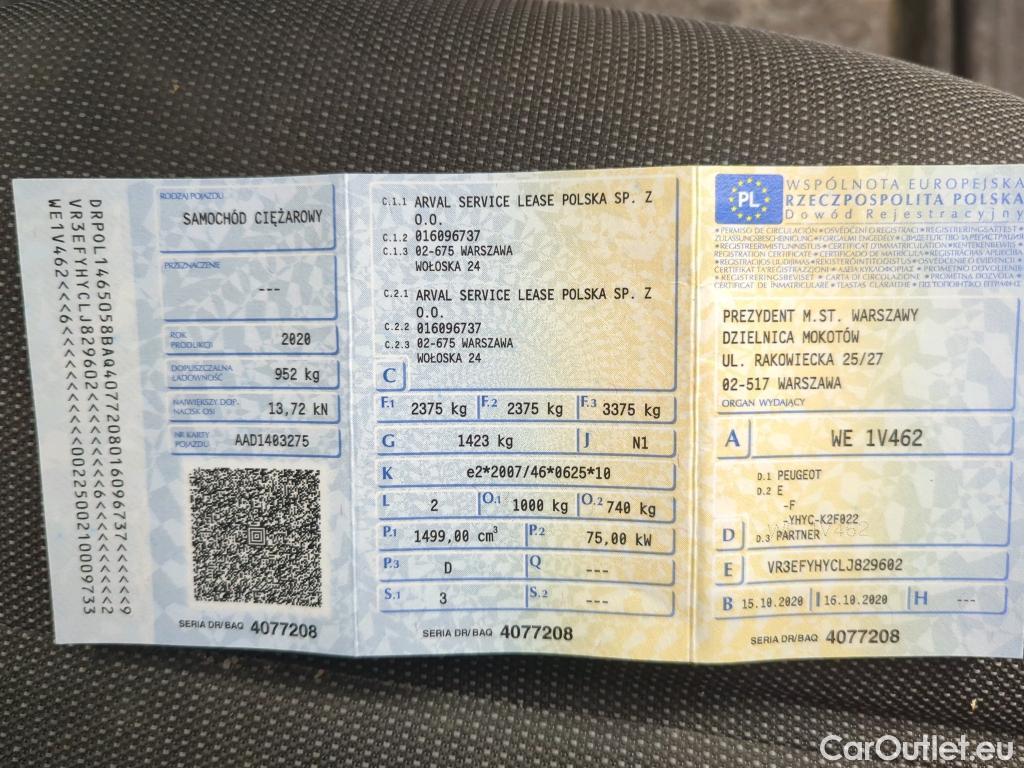 DRPOL1465058BAQ4077208016096737<<<<<9
VR3EFYHYCLJ829602<<<<<
WE1V462<<<6<<<<<
RODZAJ POJAZDU
SAMOCHÓD CIĘŻAROWY
PRZEZNACZENIE
---
ROK PRODUKCJI
2020
DOPUSZCZALNA ŁADOWNOŚĆ
952 kg
NAJWIĘKSZY DOP. NACISK OSI
13,72 kN
NR KARTY POJAZDU
AAD1403275
SERIA DR/BAQ 4077208
C.1.1 ARVAL SERVICE LEASE POLSKA SP. Z
O.O.
C.1.2 016096737
C.1.3 02-675 WARSZAWA
WOŁOSKA 24
C.2.1 ARVAL SERVICE LEASE POLSKA SP. Z
O.O.
C.2.2 016096737
C.2.3 02-675 WARSZAWA
WOŁOSKA 24
C
F.1 2375 kg F.2 2375 kg F.3 3375 kg
G 1423 kg J N1
K e2*2007/46*0625*10
L 2 O.1 1000 kg O.2 740 kg
P.1 1499,00 cm³ P.2 75,00 kW
P.3 D Q ---
S.1 3 S.2 ---
SERIA DR/BAQ 4077208
PL
WSPÓLNOTA EUROPEJSKA
RZECZPOSPOLITA POLSKA
Dowód Rejestracyjny
PREZYDENT M.ST. WARSZAWY
DZIELNICA MOKOTÓW
UL. RAKOWIECKA 25/27
02-517 WARSZAWA
ORGAN WYDAJĄCY
A WE 1V462
D.1 PEUGEOT
D.2 E
-F
-YHYC-K2F022
D D.3 PARTNER
E VR3EFYHYCLJ829602
B 15.10.2020 I 16.10.2020 H ---
SERIA DR/BAQ 4077208
CarOutlet.eu